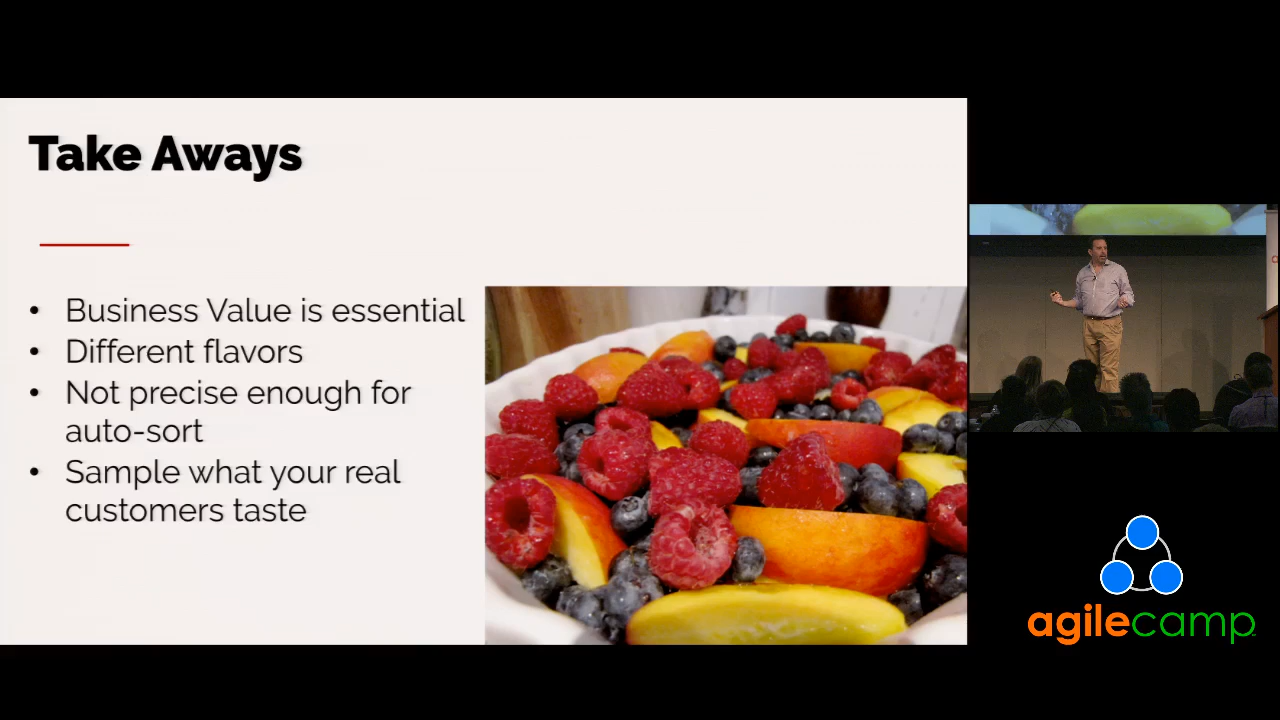 Take Aways
• Business Value is essential
• Different flavors
• Not precise enough for
auto-sort
• Sample what your real
customers taste
agilecamp